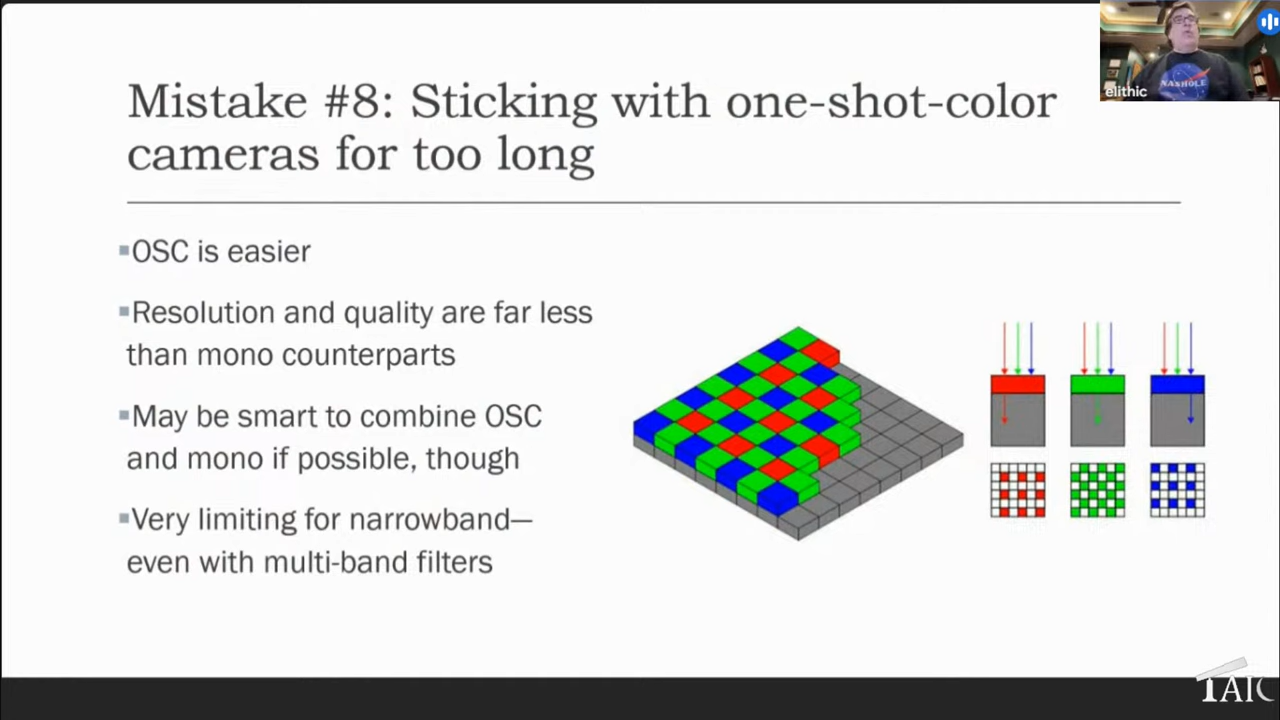 Mistake #8: Sticking with one-shot-color
cameras for too long
▪OSC is easier
▪Resolution and quality are far less
than mono counterparts
▪May be smart to combine OSC
and mono if possible, though
▪Very limiting for narrowband—
even with multi-band filters
NASHOLE
elithic
TAIC